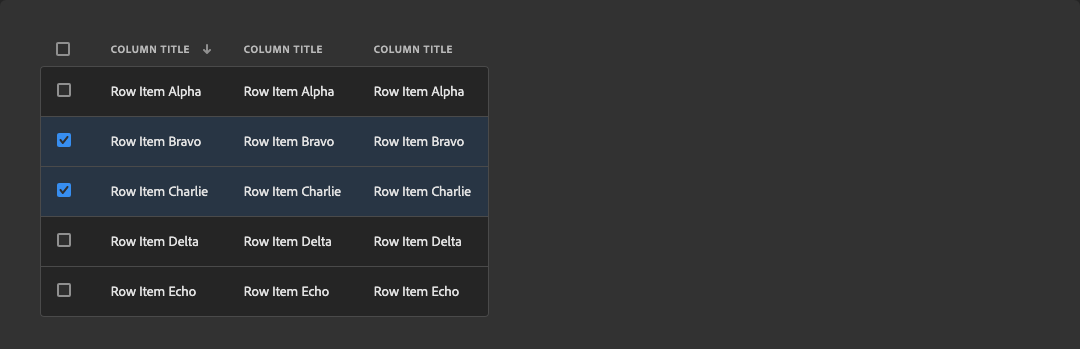 COLUMN TITLE COLUMN TITLE COLUMN TITLE
Row Item Alpha Row Item Alpha Row Item Alpha
Row Item Bravo Row Item Bravo Row Item Bravo
Row Item Charlie Row Item Charlie Row Item Charlie
Row Item Delta Row Item Delta Row Item Delta
Row Item Echo Row Item Echo Row Item Echo